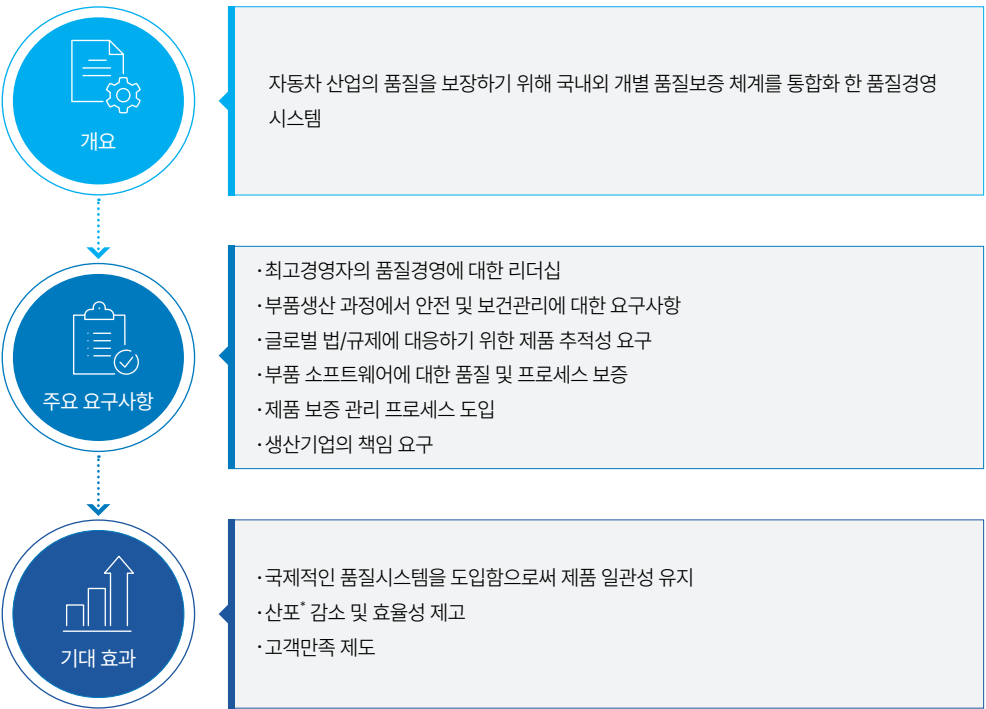 개요
자동차 산업의 품질을 보장하기 위해 국내외 개별 품질보증 체계를 통합화 한 품질경영
시스템
주요 요구사항
·최고경영자의 품질경영에 대한 리더십
·부품생산 과정에서 안전 및 보건관리에 대한 요구사항
·글로벌 법/규제에 대응하기 위한 제품 추적성 요구
·부품 소프트웨어에 대한 품질 및 프로세스 보증
·제품 보증 관리 프로세스 도입
·생산기업의 책임 요구
기대 효과
·국제적인 품질시스템을 도입함으로써 제품 일관성 유지
·산포* 감소 및 효율성 제고
·고객만족 제도